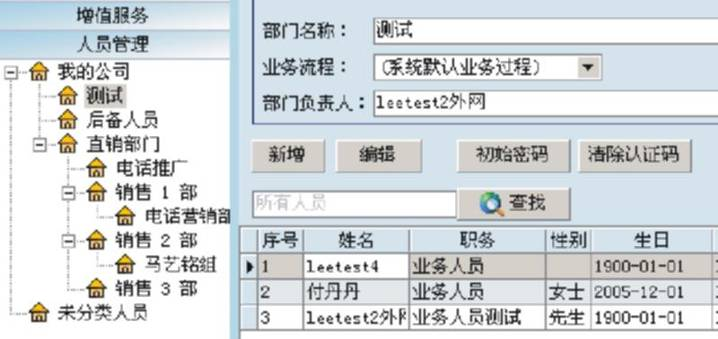 增值服务
人员管理
我的公司
测试
后备人员
直销部门
电话推广
销售 1 部
电话营销部
销售 2 部
马艺铭组
销售 3 部
未分类人员
部门名称： 测试
业务流程： (系统默认业务过程)
部门负责人： leetest2外网
新增 编辑 初始密码 清除认证码
所有人员 查找
序号 姓名 职务 性别 生日
1 leetest4 业务人员 1900-01-01
2 付丹丹 业务人员 女士 2005-12-01
3 leetest2外网 业务人员测试 先生 1900-01-01